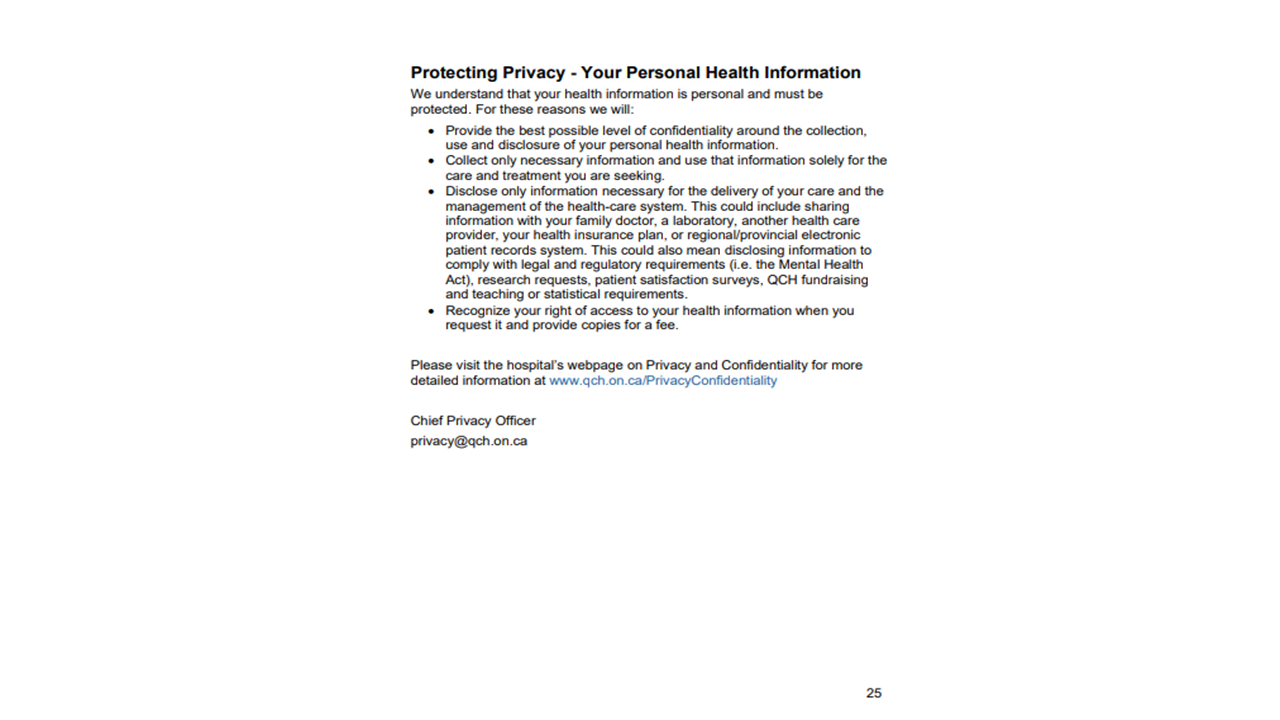 Protecting Privacy - Your Personal Health Information
We understand that your health information is personal and must be
protected. For these reasons we will:
• Provide the best possible level of confidentiality around the collection,
use and disclosure of your personal health information.
• Collect only necessary information and use that information solely for the
care and treatment you are seeking.
• Disclose only information necessary for the delivery of your care and the
management of the health-care system. This could include sharing
information with your family doctor, a laboratory, another health care
provider, your health insurance plan, or regional/provincial electronic
patient records system. This could also mean disclosing information to
comply with legal and regulatory requirements (i.e. the Mental Health
Act), research requests, patient satisfaction surveys, QCH fundraising
and teaching or statistical requirements.
• Recognize your right of access to your health information when you
request it and provide copies for a fee.
Please visit the hospital's webpage on Privacy and Confidentiality for more
detailed information at www.qch.on.ca/PrivacyConfidentiality
Chief Privacy Officer
privacy@qch.on.ca
25